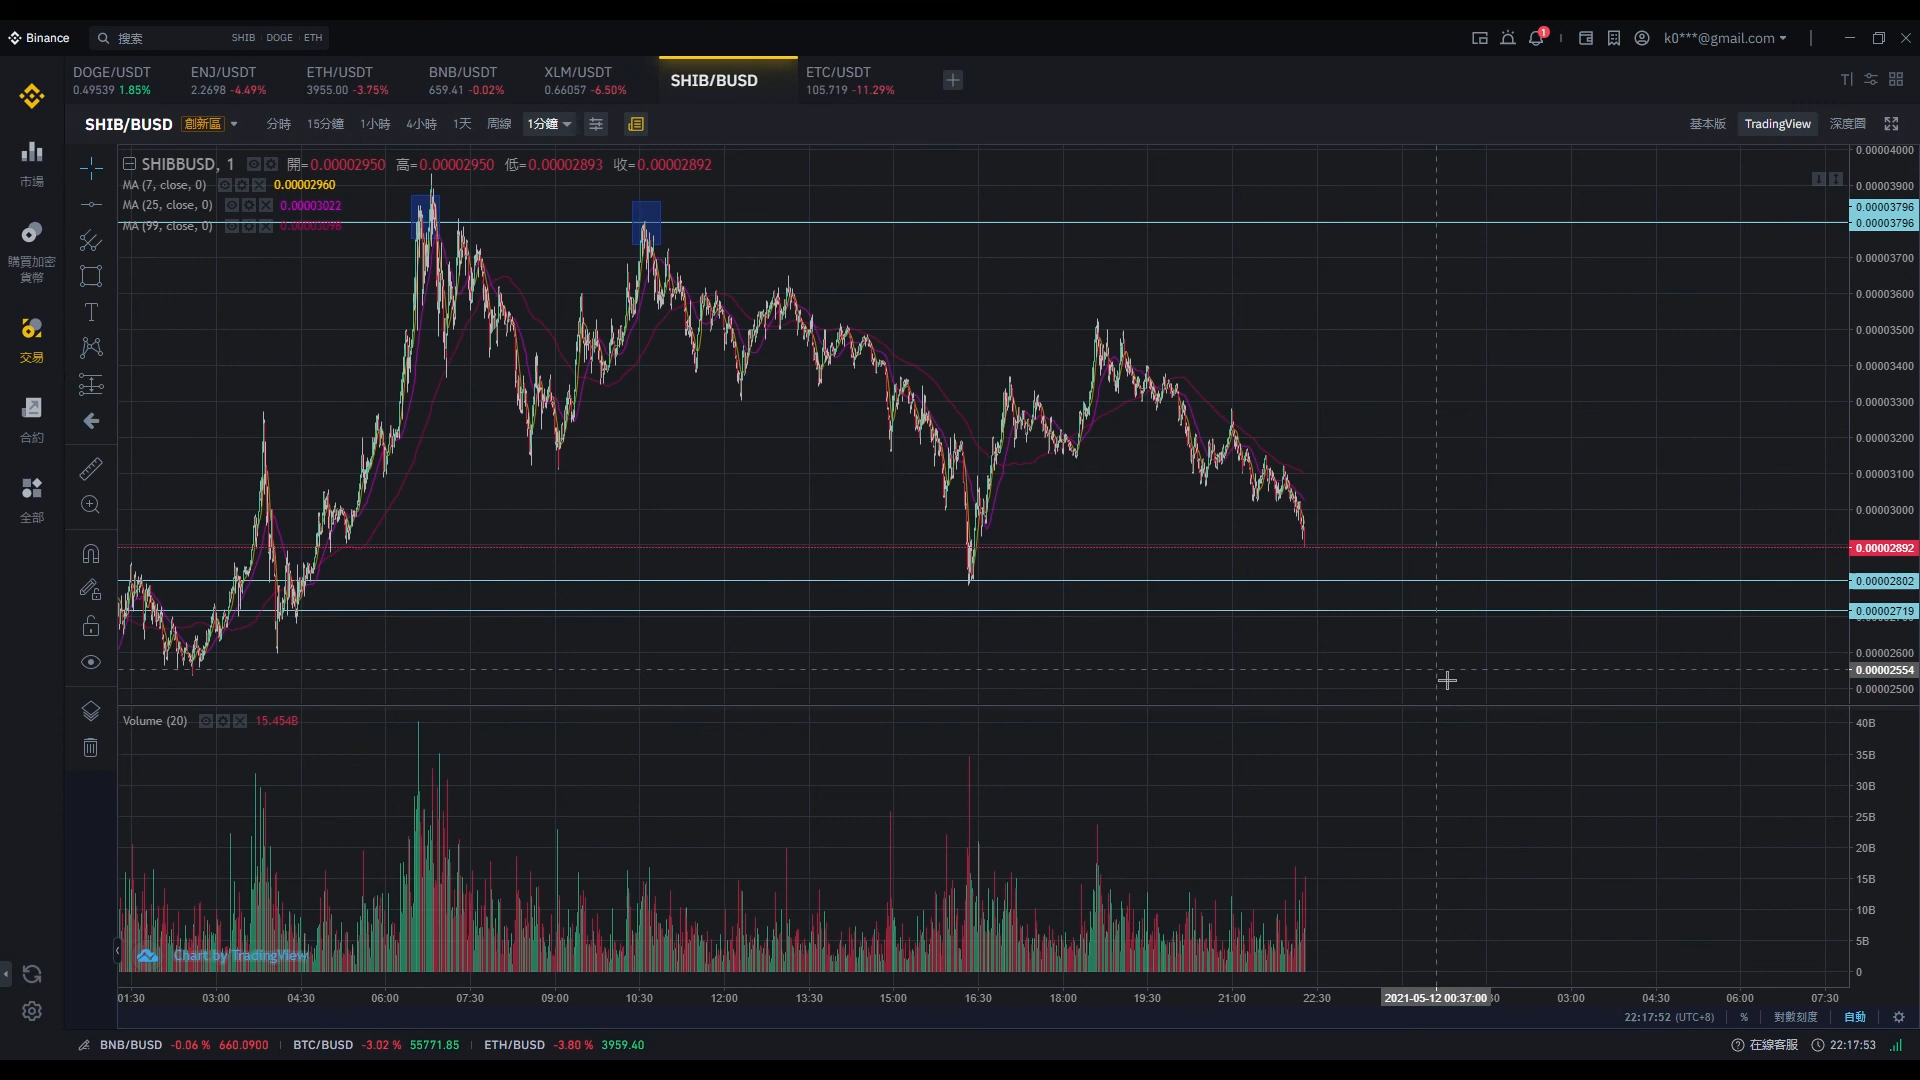 Binance 搜索 SHIB DOGE ETH 1 k0***@gmail.com
DOGE/USDT ENJ/USDT ETH/USDT BNB/USDT XLM/USDT SHIB/BUSD ETC/USDT
0.49539 1.85% 2.2698 -4.49% 3955.00 -3.75% 659.41 -0.02% 0.66057 -6.50% 105.719 -11.29%
SHIB/BUSD 創新區 分時 15分鐘 1小時 4小時 1天 周線 1分鐘 基本版 TradingView 深度圖
市場
購買加密
貨幣
交易
合約
全部
SHIBBUSD, 1 開=0.00002950 高=0.00002950 低=0.00002893 收=0.00002892
MA (7, close, 0) 0.00002960
MA (25, close, 0) 0.00003022
MA (99, close, 0) 0.00003098
0.00004000
0.00003900
0.00003796
0.00003796
0.00003700
0.00003600
0.00003500
0.00003400
0.00003300
0.00003200
0.00003100
0.00003000
0.00002892
0.00002802
0.00002719
0.00002600
0.00002554
0.00002500
Volume (20) 15.454B
40B
35B
30B
25B
20B
15B
10B
5B
0
Chart by TradingView
01:30 03:00 04:30 06:00 07:30 09:00 10:30 12:00 13:30 15:00 16:30 18:00 19:30 21:00 22:30 2021-05-12 00:37:00 03:00 04:30 06:00 07:30
22:17:52 (UTC+8) % 對數刻度 自動
BNB/BUSD -0.06 % 660.0900 BTC/BUSD -3.02 % 55771.85 ETH/BUSD -3.80 % 3959.40 在線客服 22:17:53